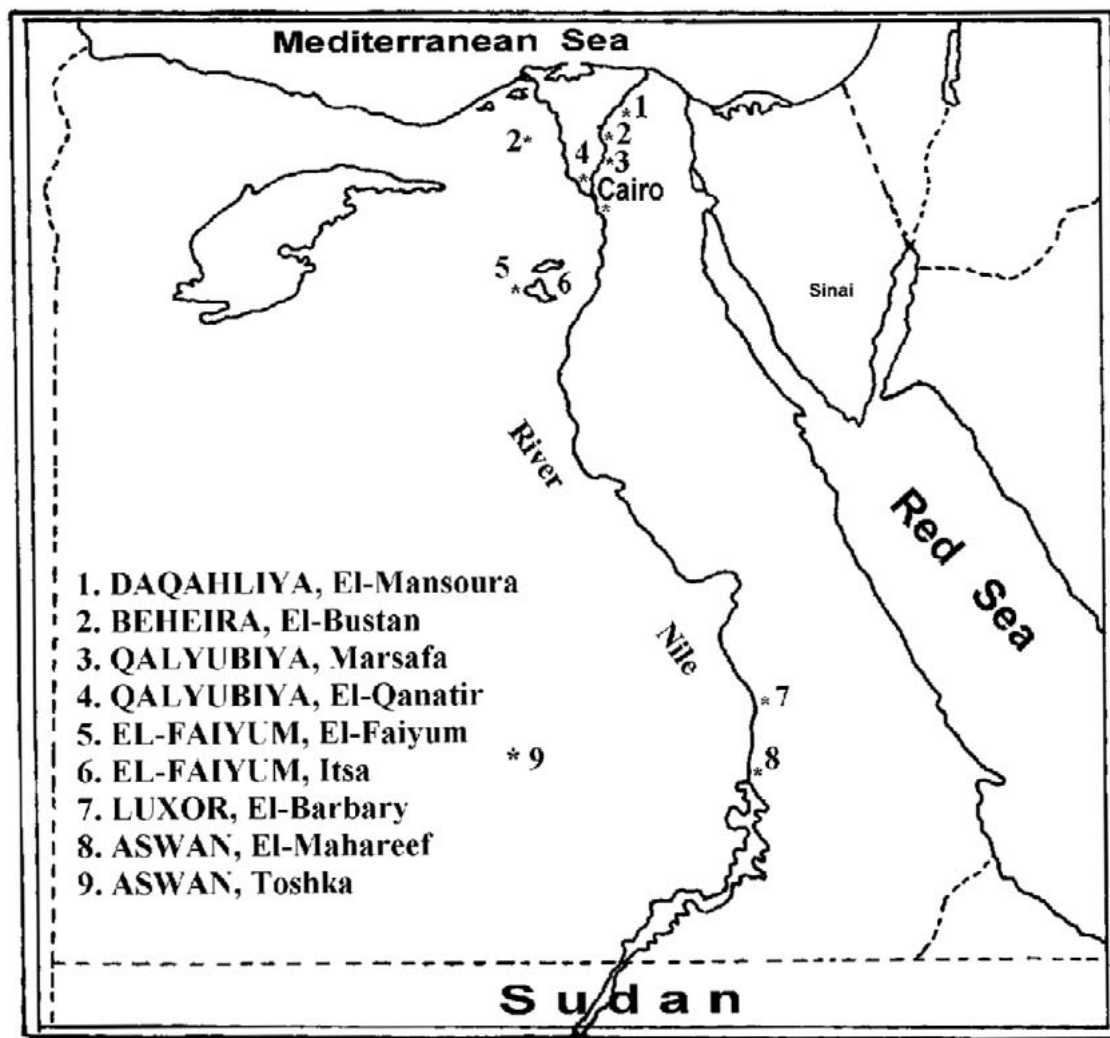 Mediterranean Sea
1
2
2
4
3
Cairo
5
6
Sinai
River
Red Sea
Nile
1. DAQAHLIYA, El-Mansoura
2. BEHEIRA, El-Bustan
3. QALYUBIYA, Marsafa
4. QALYUBIYA, El-Qanatir
5. EL-FAIYUM, El-Faiyum
6. EL-FAIYUM, Itsa
7. LUXOR, El-Barbary
8. ASWAN, El-Mahareef
9. ASWAN, Toshka
7
* 9
8
Sudan